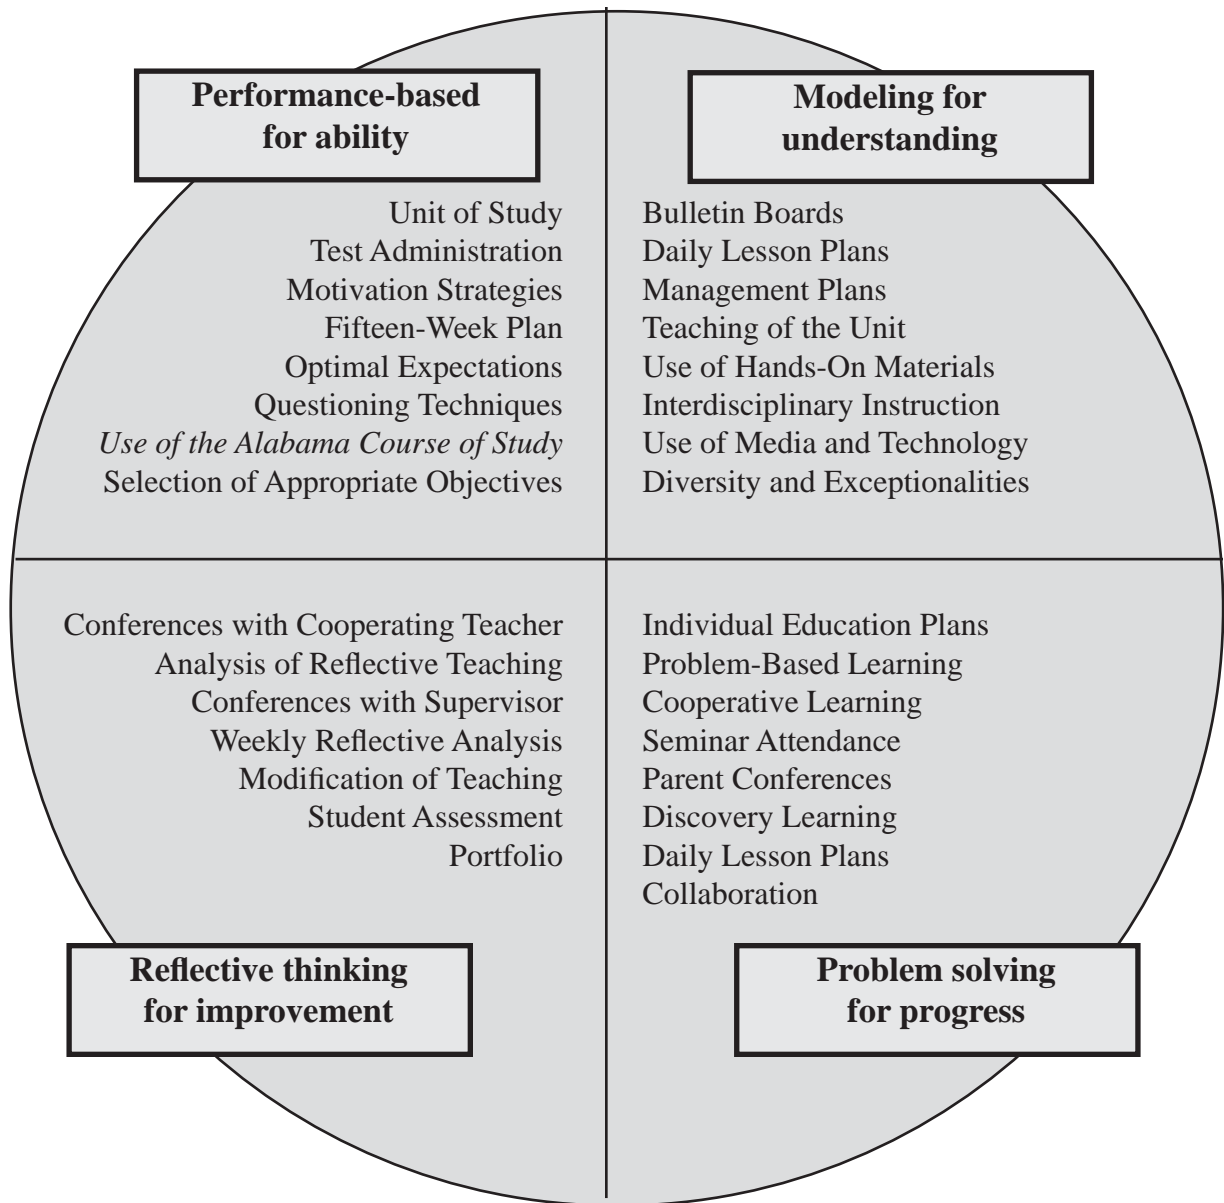 Performance-based
for ability
Unit of Study
Test Administration
Motivation Strategies
Fifteen-Week Plan
Optimal Expectations
Questioning Techniques
Use of the Alabama Course of Study
Selection of Appropriate Objectives
Modeling for
understanding
Bulletin Boards
Daily Lesson Plans
Management Plans
Teaching of the Unit
Use of Hands-On Materials
Interdisciplinary Instruction
Use of Media and Technology
Diversity and Exceptionalities
Conferences with Cooperating Teacher
Analysis of Reflective Teaching
Conferences with Supervisor
Weekly Reflective Analysis
Modification of Teaching
Student Assessment
Portfolio
Reflective thinking
for improvement
Individual Education Plans
Problem-Based Learning
Cooperative Learning
Seminar Attendance
Parent Conferences
Discovery Learning
Daily Lesson Plans
Collaboration
Problem solving
for progress